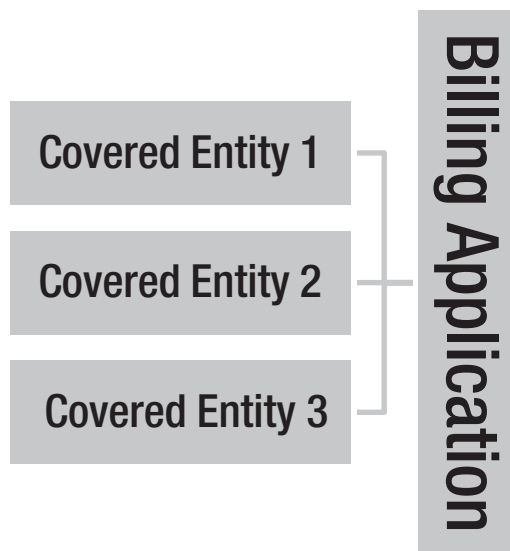 Covered Entity 1
Covered Entity 2
Covered Entity 3
Billing Application